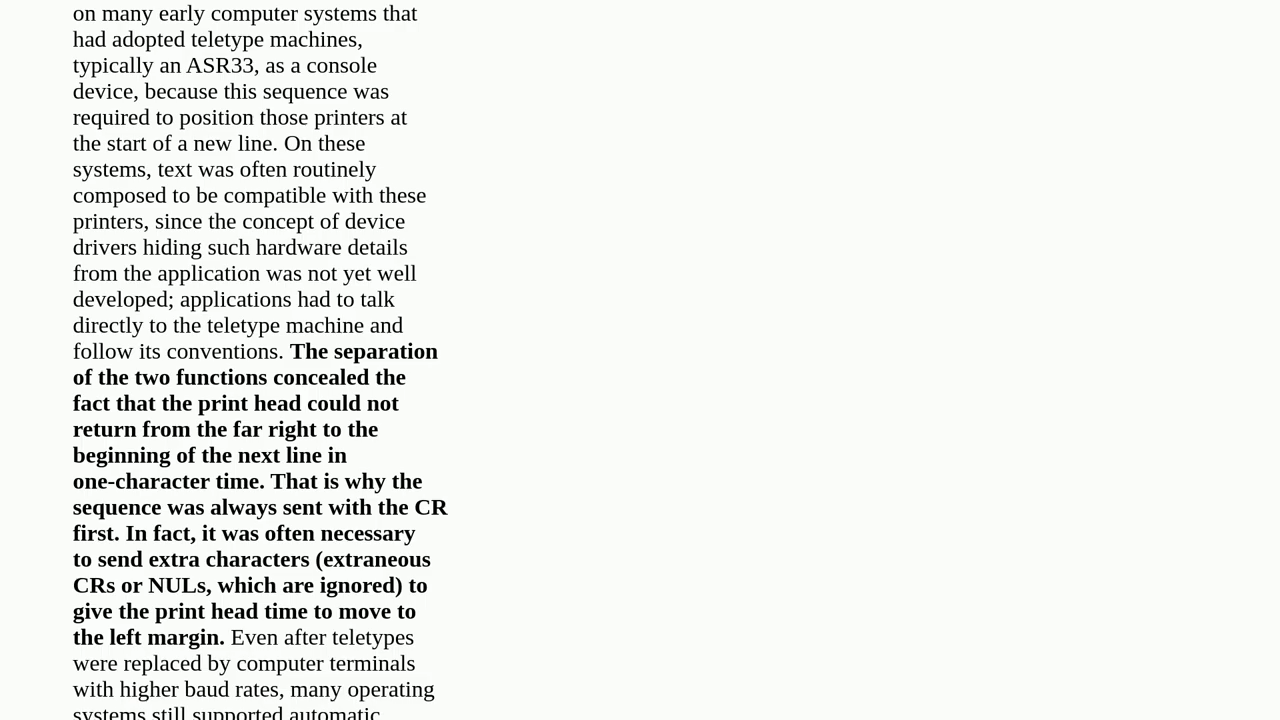 on many early computer systems that
had adopted teletype machines,
typically an ASR33, as a console
device, because this sequence was
required to position those printers at
the start of a new line. On these
systems, text was often routinely
composed to be compatible with these
printers, since the concept of device
drivers hiding such hardware details
from the application was not yet well
developed; applications had to talk
directly to the teletype machine and
follow its conventions. The separation
of the two functions concealed the
fact that the print head could not
return from the far right to the
beginning of the next line in
one-character time. That is why the
sequence was always sent with the CR
first. In fact, it was often necessary
to send extra characters (extraneous
CRs or NULs, which are ignored) to
give the print head time to move to
the left margin. Even after teletypes
were replaced by computer terminals
with higher baud rates, many operating
systems still supported automatic